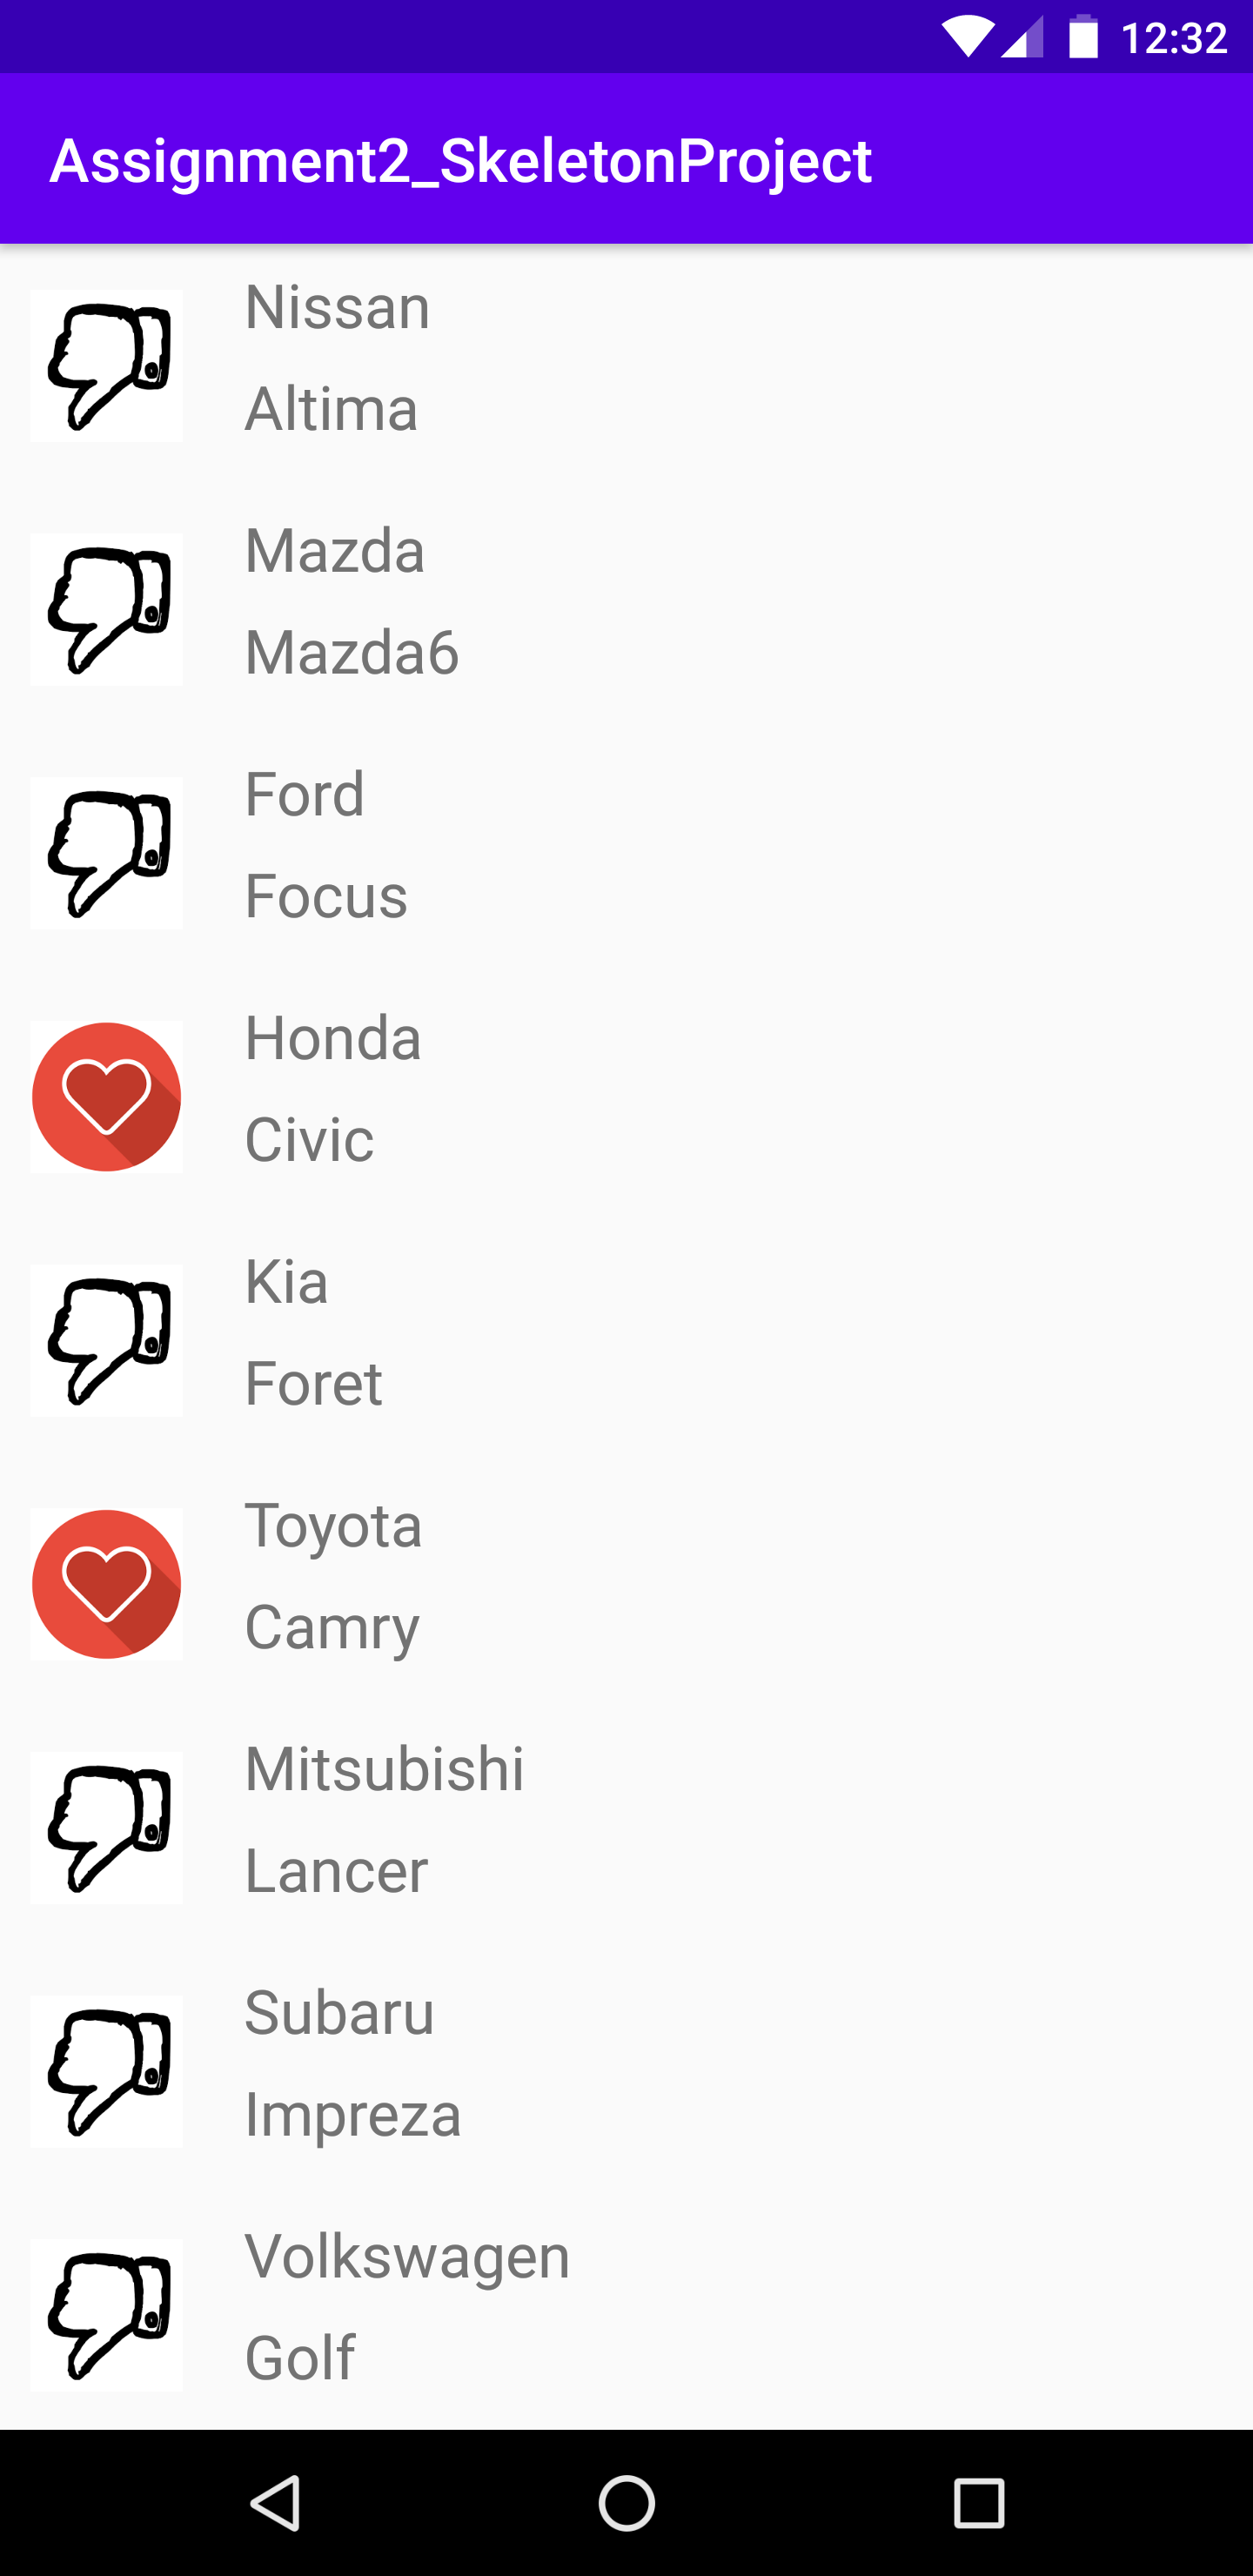 12:32
Assignment2_SkeletonProject
Nissan
Altima
Mazda
Mazda6
Ford
Focus
Honda
Civic
Kia
Foret
Toyota
Camry
Mitsubishi
Lancer
Subaru
Impreza
Volkswagen
Golf